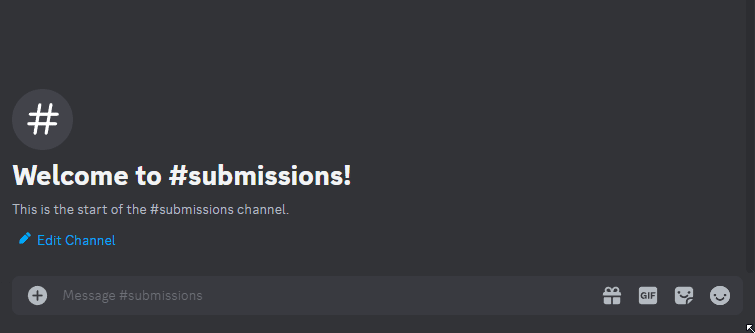 Welcome to #submissions!
This is the start of the #submissions channel.
Edit Channel
Message #submissions
GIF